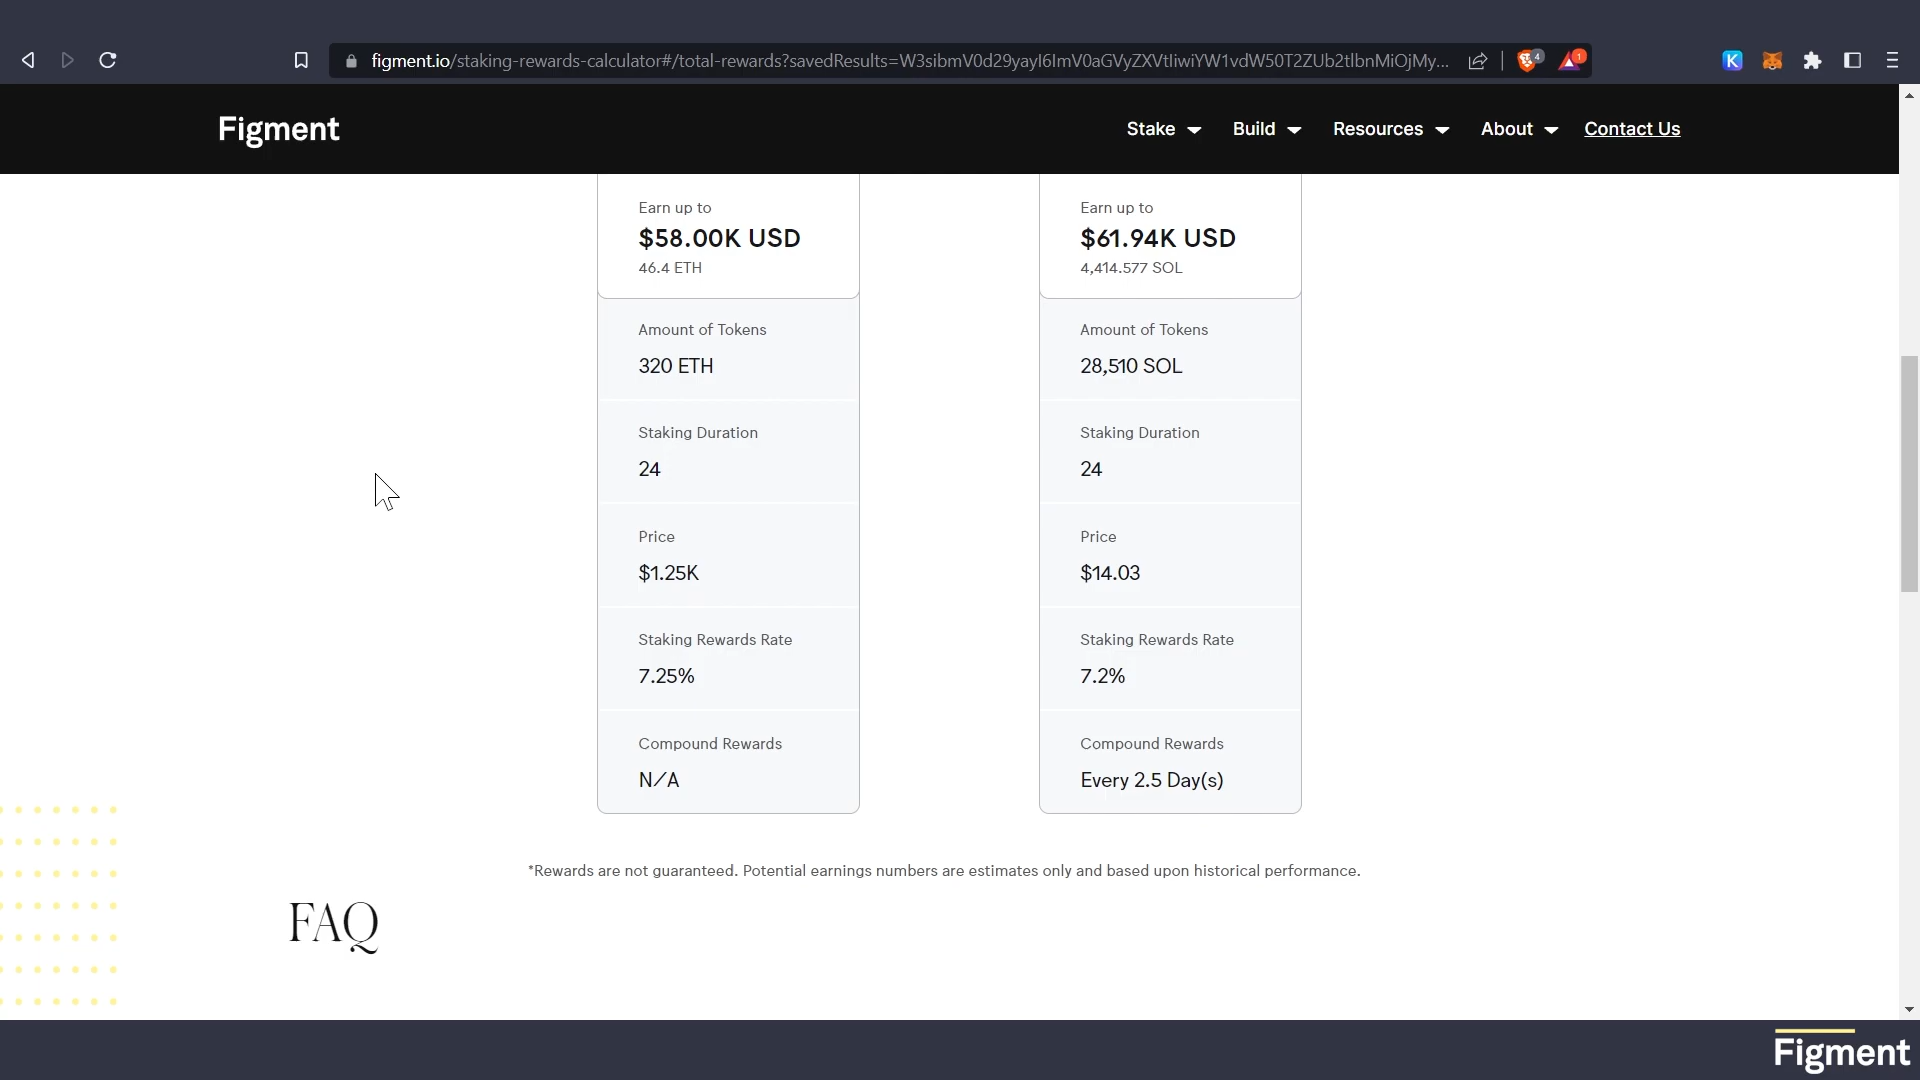 figment.io/staking-rewards-calculator#/total-rewards?savedResults=W3sibmV0d29yayI6ImV0aGVyZXVtIiwiYW1vdW50T2ZUb2tlbnMiOjMy...
4
1
K
Figment
Stake
Build
Resources
About
Contact Us
Earn up to
$58.00K USD
46.4 ETH
Amount of Tokens
320 ETH
Staking Duration
24
Price
$1.25K
Staking Rewards Rate
7.25%
Compound Rewards
N/A
Earn up to
$61.94K USD
4,414.577 SOL
Amount of Tokens
28,510 SOL
Staking Duration
24
Price
$14.03
Staking Rewards Rate
7.2%
Compound Rewards
Every 2.5 Day(s)
*Rewards are not guaranteed. Potential earnings numbers are estimates only and based upon historical performance.
FAQ
Figment